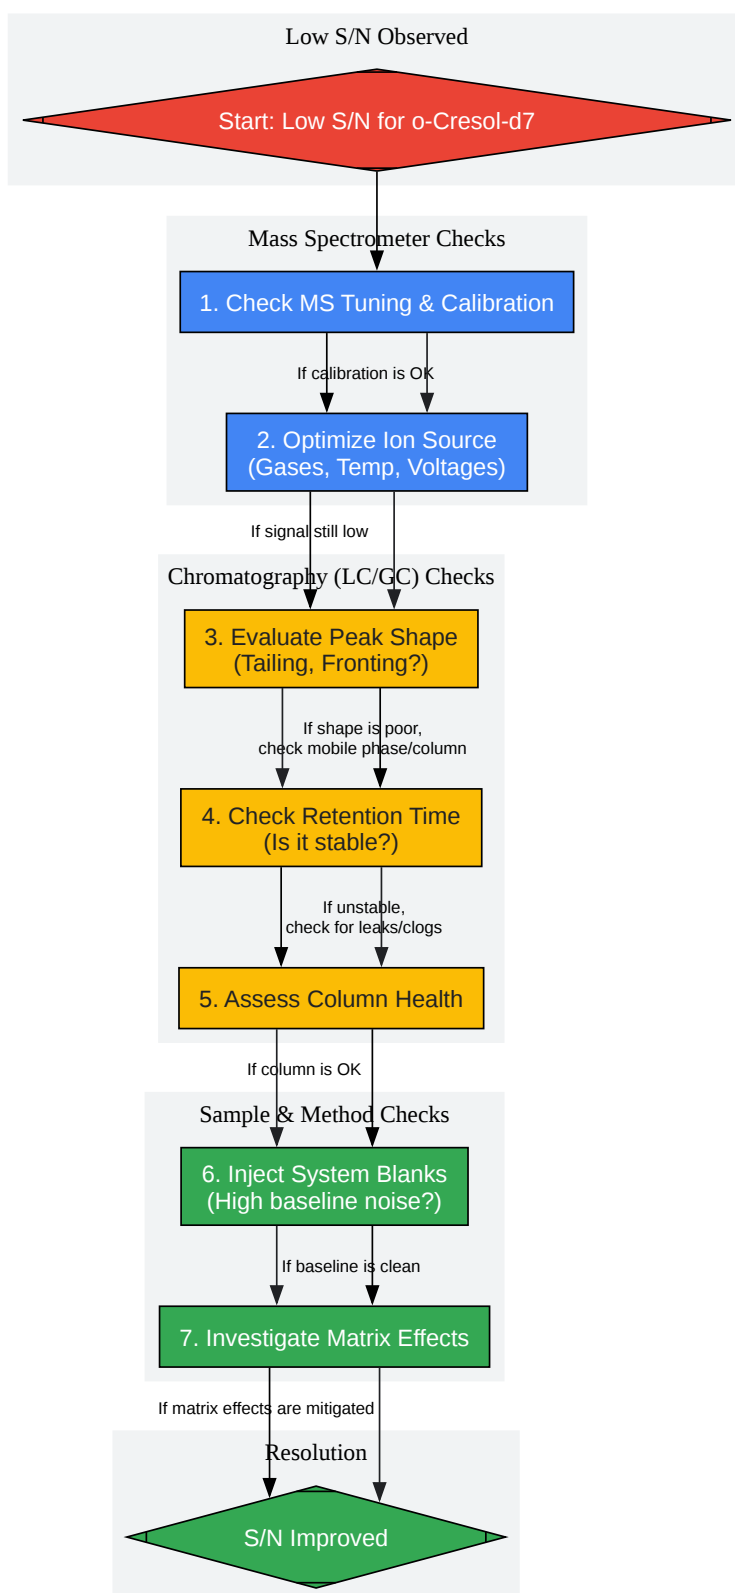 Low S/N Observed
Start: Low S/N for o-Cresol-d7
Mass Spectrometer Checks
1. Check MS Tuning & Calibration
If calibration is OK
2. Optimize Ion Source
(Gases, Temp, Voltages)
If signal still low
Chromatography (LC/GC) Checks
3. Evaluate Peak Shape
(Tailing, Fronting?)
If shape is poor,
check mobile phase/column
4. Check Retention Time
(Is it stable?)
If unstable,
check for leaks/clogs
5. Assess Column Health
If column is OK
Sample & Method Checks
6. Inject System Blanks
(High baseline noise?)
If baseline is clean
7. Investigate Matrix Effects
If matrix effects are mitigated
Resolution
S/N Improved